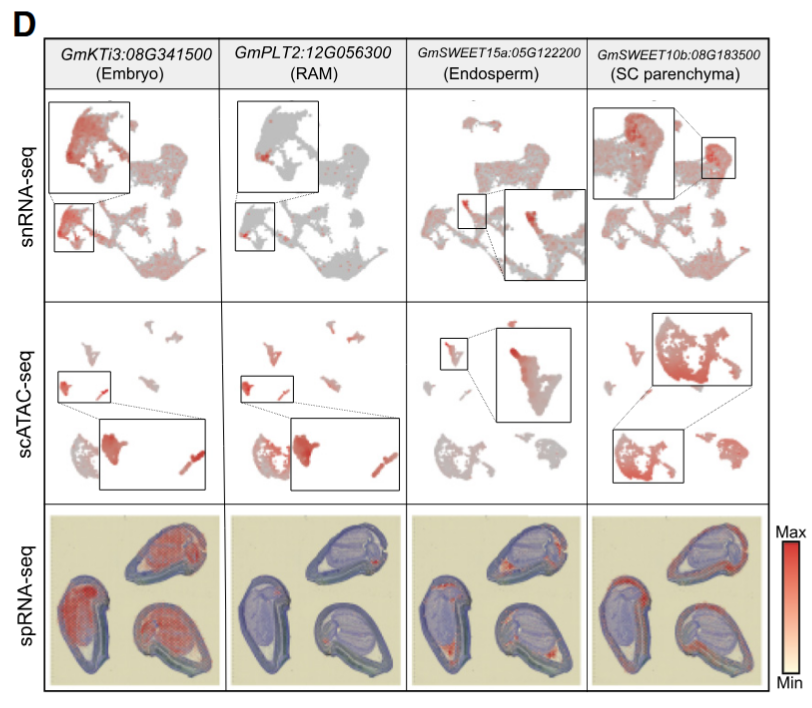 D
GmKTi3:08G341500
(Embryo)
GmPLT2:12G056300
(RAM)
GmSWEET15a:05G122200
(Endosperm)
GmSWEET10b:08G183500
(SC parenchyma)
snRNA-seq
scATAC-seq
spRNA-seq
Max
Min